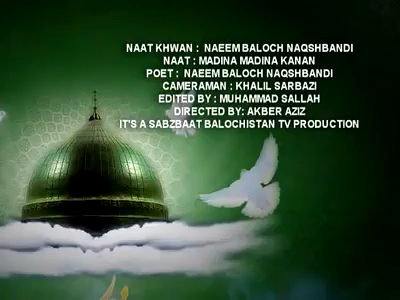 NAAT KHWAN : NAEEM BALOCH NAQSHBANDI
NAAT : MADINA MADINA KANAN
POET : NAEEM BALOCH NAQSHBANDI
CAMERAMAN : KHALIL SARBAZI
EDITED BY : MUHAMMAD SALLAH
DIRECTED BY: AKBER AZIZ
IT'S A SABZBAAT BALOCHISTAN TV PRODUCTION